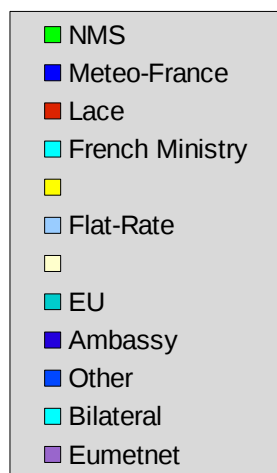 NMS
Meteo-France
Lace
French Ministry
Flat-Rate
EU
Ambassy
Other
Bilateral
Eumetnet